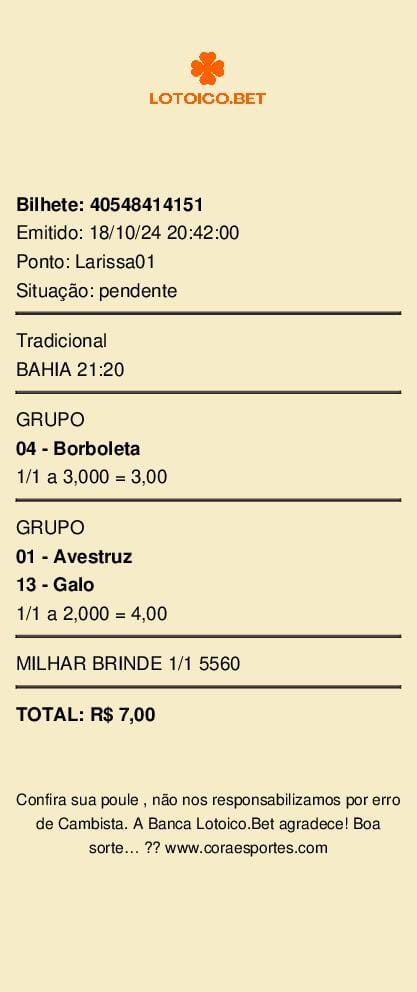 LOTOICO.BET
Bilhete: 40548414151
Emitido: 18/10/24 20:42:00
Ponto: Larissa01
Situação: pendente
Tradicional
BAHIA 21:20
GRUPO
04 - Borboleta
1/1 a 3,000 = 3,00
GRUPO
01 - Avestruz
13 - Galo
1/1 a 2,000 = 4,00
MILHAR BRINDE 1/1 5560
TOTAL: R$ 7,00
Confira sua poule , não nos responsabilizamos por erro
de Cambista. A Banca Lotoico.Bet agradece! Boa
sorte... ?? www.coraesportes.com